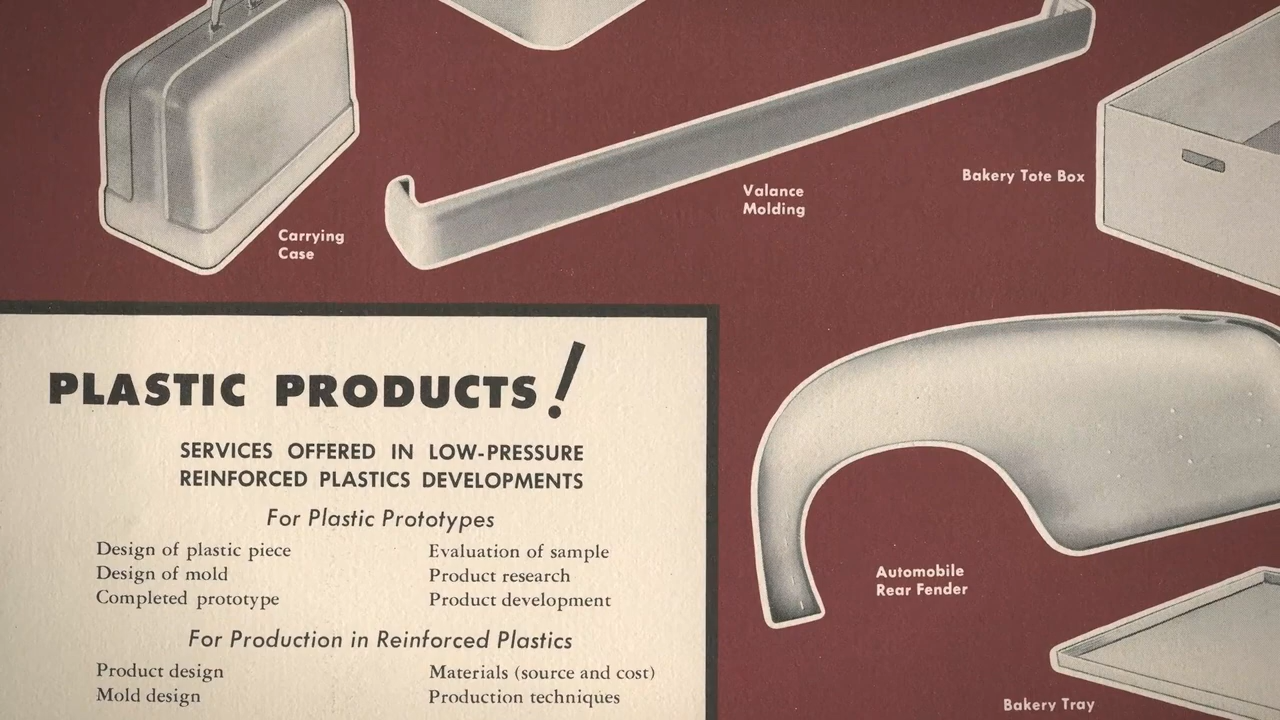 Carrying
Case
Valance
Molding
Bakery Tote Box
PLASTIC PRODUCTS!
SERVICES OFFERED IN LOW-PRESSURE
REINFORCED PLASTICS DEVELOPMENTS
For Plastic Prototypes
Design of plastic piece
Design of mold
Completed prototype
Evaluation of sample
Product research
Product development
For Production in Reinforced Plastics
Product design
Mold design
Materials (source and cost)
Production techniques
Automobile
Rear Fender
Bakery Tray